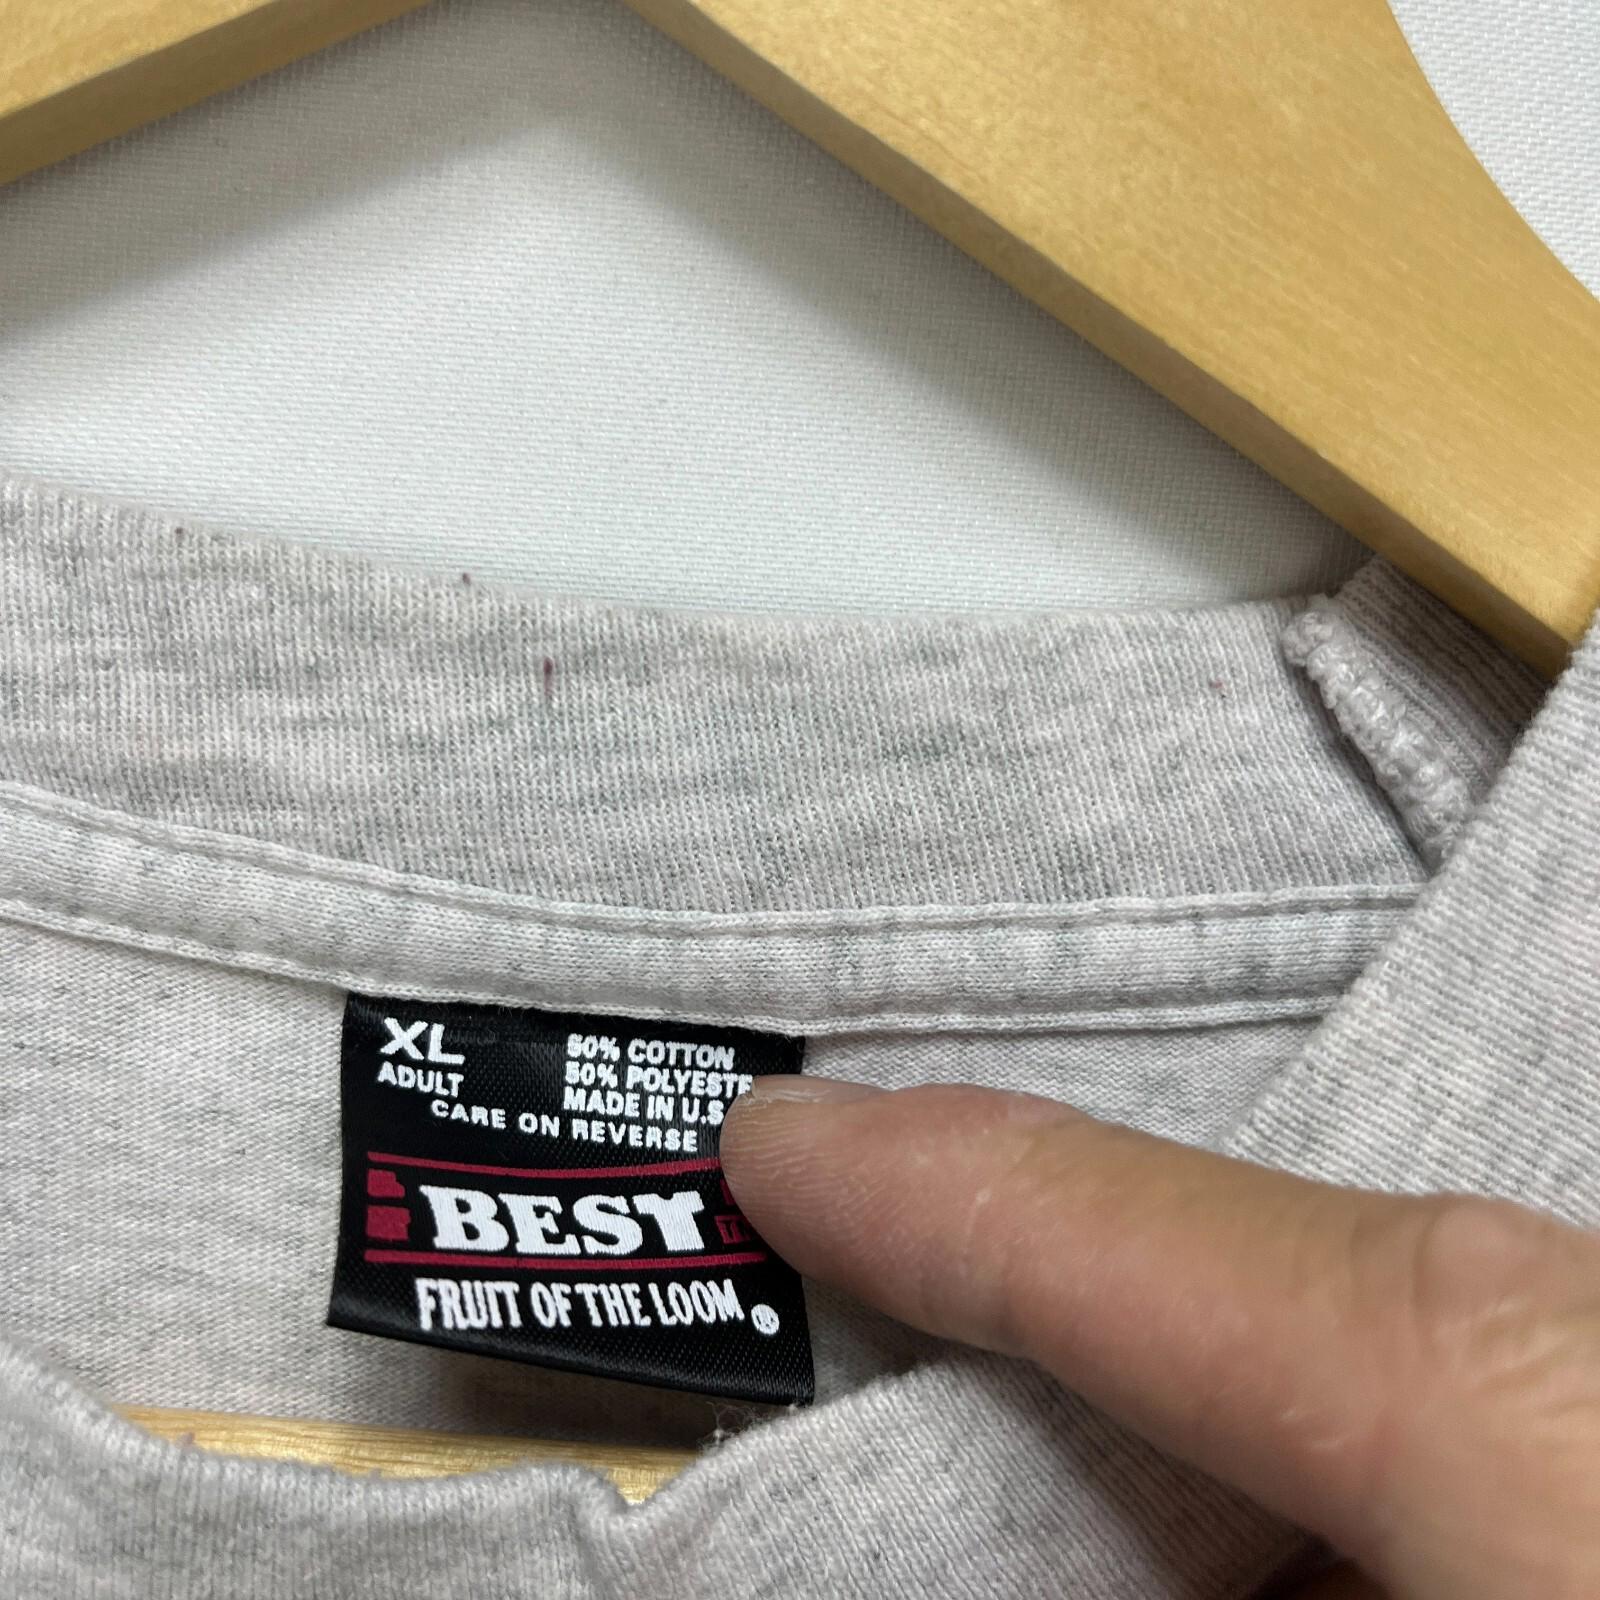 XL
ADULT
50% COTTON
50% POLYESTE
MADE IN U.S
CARE ON REVERSE
BEST
FRUIT OF THE LOOM®